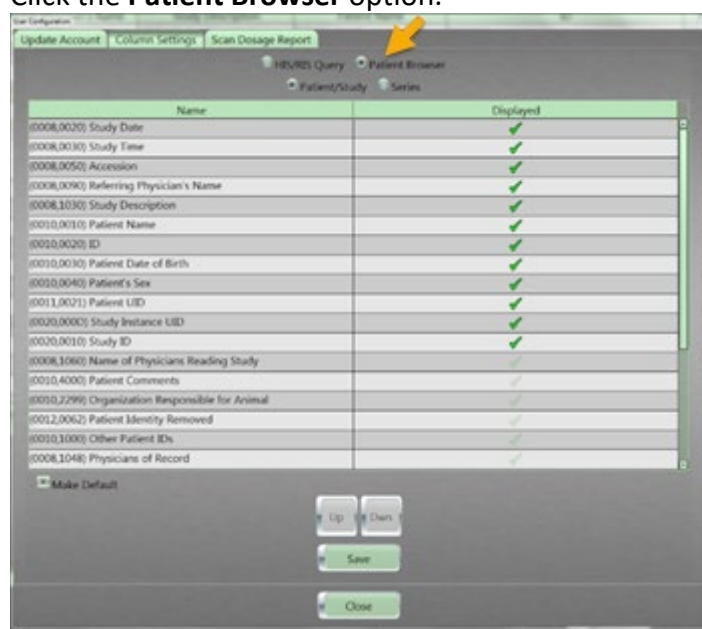 Click the Patient Browser option.
User Configuration
Update Account Column Settings Scan Dosage Report
HIS/RIS Query Patient Browser
Patient/Study Series
Name Displayed
(0008,0020) Study Date
(0008,0030) Study Time
(0008,0050) Accession
(0008,0090) Referring Physician's Name
(0008,1030) Study Description
(0010,0010) Patient Name
(0010,0020) ID
(0010,0030) Patient Date of Birth
(0010,0040) Patient's Sex
(0011,0021) Patient UID
(0020,000D) Study Instance UID
(0020,0010) Study ID
(0008,1060) Name of Physicians Reading Study
(0010,4000) Patient Comments
(0010,2299) Organization Responsible for Animal
(0012,0062) Patient Identity Removed
(0010,1000) Other Patient IDs
(0008,1048) Physicians of Record
Make Default
Up Dwn
Save
Close